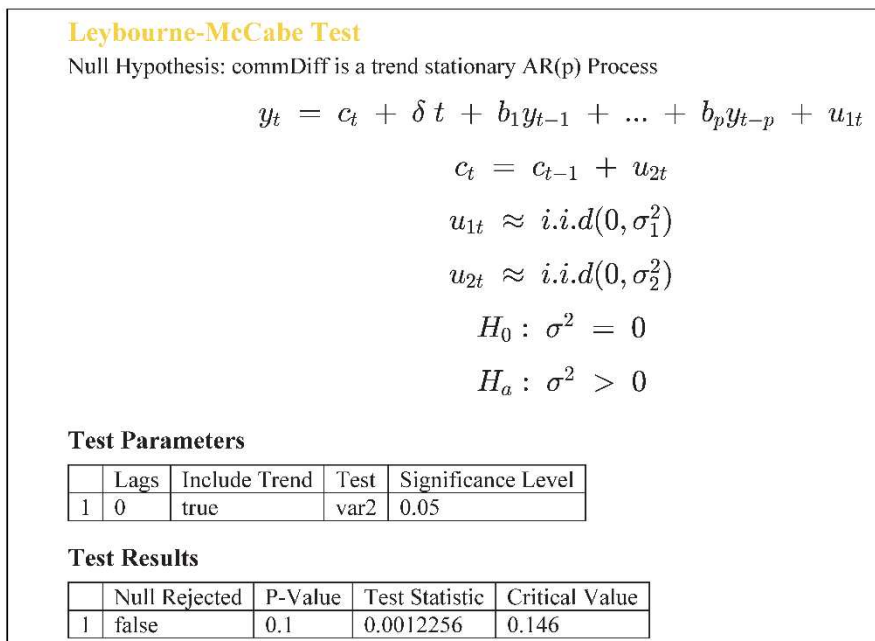 Leybourne-McCabe Test
Null Hypothesis: commDiff is a trend stationary AR(p) Process
y_t = c_t + δ t + b_1y_{t−1} + ... + b_py_{t−p} + u_{1t}
c_t = c_{t−1} + u_{2t}
u_{1t} ≈ i.i.d(0, σ_1^2)
u_{2t} ≈ i.i.d(0, σ_2^2)
H_0 : σ^2 = 0
H_a : σ^2 > 0
Test Parameters
Lags Include Trend Test Significance Level
1 0 true var2 0.05
Test Results
Null Rejected P-Value Test Statistic Critical Value
1 false 0.1 0.0012256 0.146